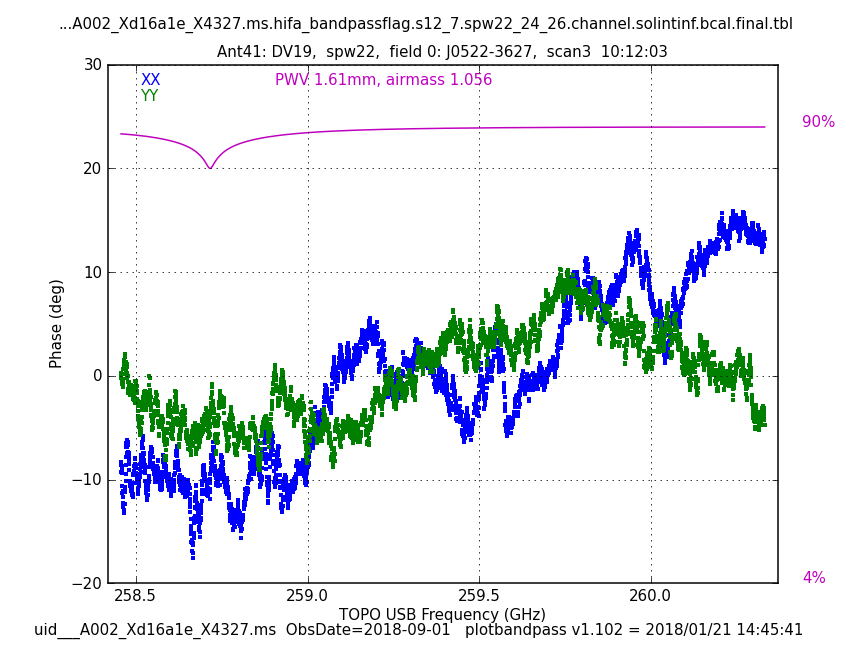 ...A002_Xd16a1e_X4327.ms.hifa_bandpassflag.s12_7.spw22_24_26.channel.solintinf.bcal.final.tbl
Ant41: DV19, spw22, field 0: J0522-3627, scan3 10:12:03
XX
YY
PWV 1.61mm, airmass 1.056
90%
4%
30
20
10
0
−10
−20
Phase (deg)
258.5 259.0 259.5 260.0
TOPO USB Frequency (GHz)
uid___A002_Xd16a1e_X4327.ms ObsDate=2018-09-01 plotbandpass v1.102 = 2018/01/21 14:45:41